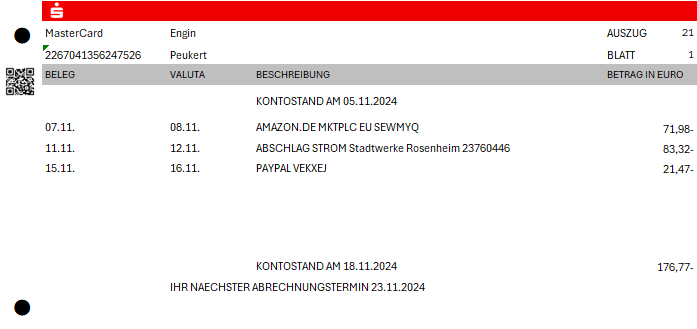 MasterCard Engin AUSZUG 21
2267041356247526 Peukert BLATT 1
BELEG VALUTA BESCHREIBUNG BETRAG IN EURO
KONTOSTAND AM 05.11.2024
07.11. 08.11. AMAZON.DE MKTPLC EU SEWMYQ 71,98-
11.11. 12.11. ABSCHLAG STROM Stadtwerke Rosenheim 23760446 83,32-
15.11. 16.11. PAYPAL VEKXEJ 21,47-
KONTOSTAND AM 18.11.2024 176,77-
IHR NAECHSTER ABRECHNUNGSTERMIN 23.11.2024